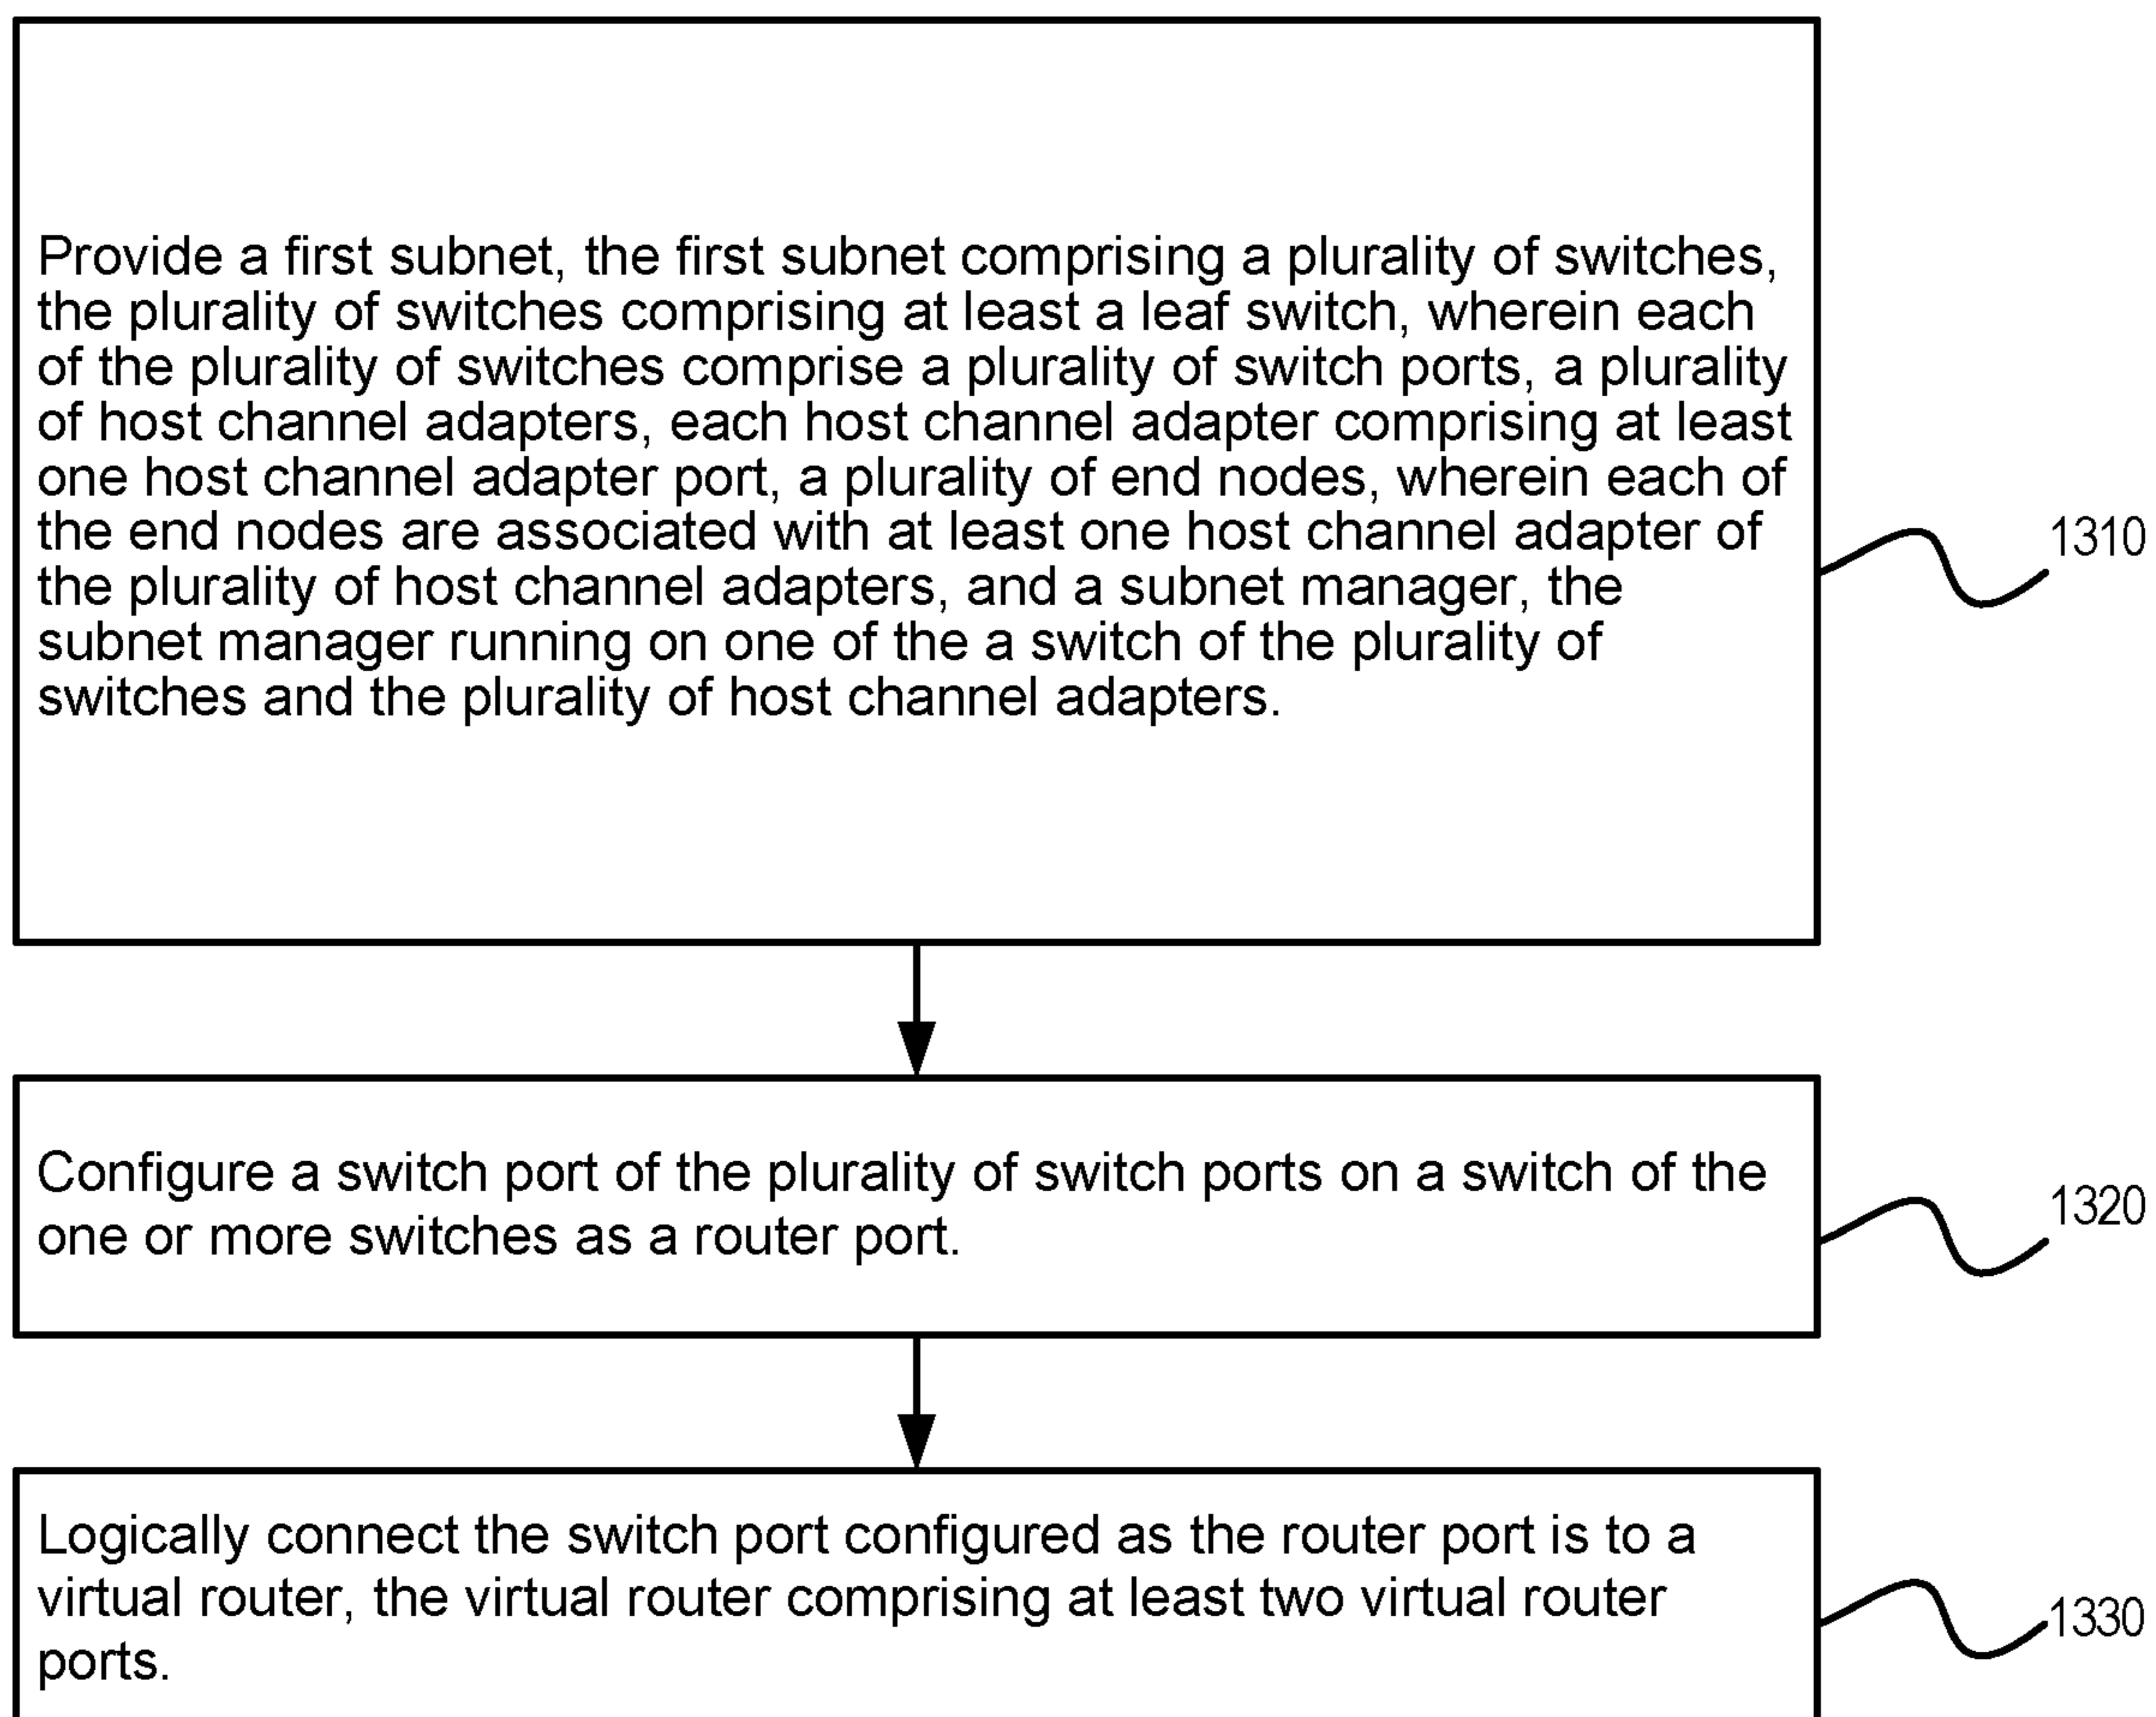 Provide a first subnet, the first subnet comprising a plurality of switches,
the plurality of switches comprising at least a leaf switch, wherein each
of the plurality of switches comprise a plurality of switch ports, a plurality
of host channel adapters, each host channel adapter comprising at least
one host channel adapter port, a plurality of end nodes, wherein each of
the end nodes are associated with at least one host channel adapter of
the plurality of host channel adapters, and a subnet manager, the
subnet manager running on one of the a switch of the plurality of
switches and the plurality of host channel adapters.
1310
Configure a switch port of the plurality of switch ports on a switch of the
one or more switches as a router port.
1320
Logically connect the switch port configured as the router port is to a
virtual router, the virtual router comprising at least two virtual router
ports.
1330